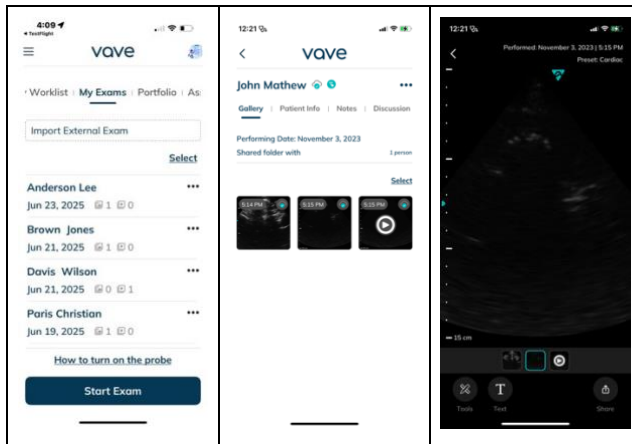 4:09
TestFlight
vave
Worklist My Exams Portfolio As
Import External Exam
Select
Anderson Lee
Jun 23, 2025 1 0
Brown Jones
Jun 21, 2025 1 0
Davis Wilson
Jun 21, 2025 0 1
Paris Christian
Jun 19, 2025 1 0
How to turn on the probe
Start Exam
12:21
vave
John Mathew
Gallery Patient Info Notes Discussion
Performing Date: November 3, 2023
Shared folder with 1 person
Select
5:14 PM 5:15 PM 5:15 PM
12:21
Performed: November 3, 2023 | 5:15 PM
Preset: Cardiac
15 cm
T
Tools Text Share